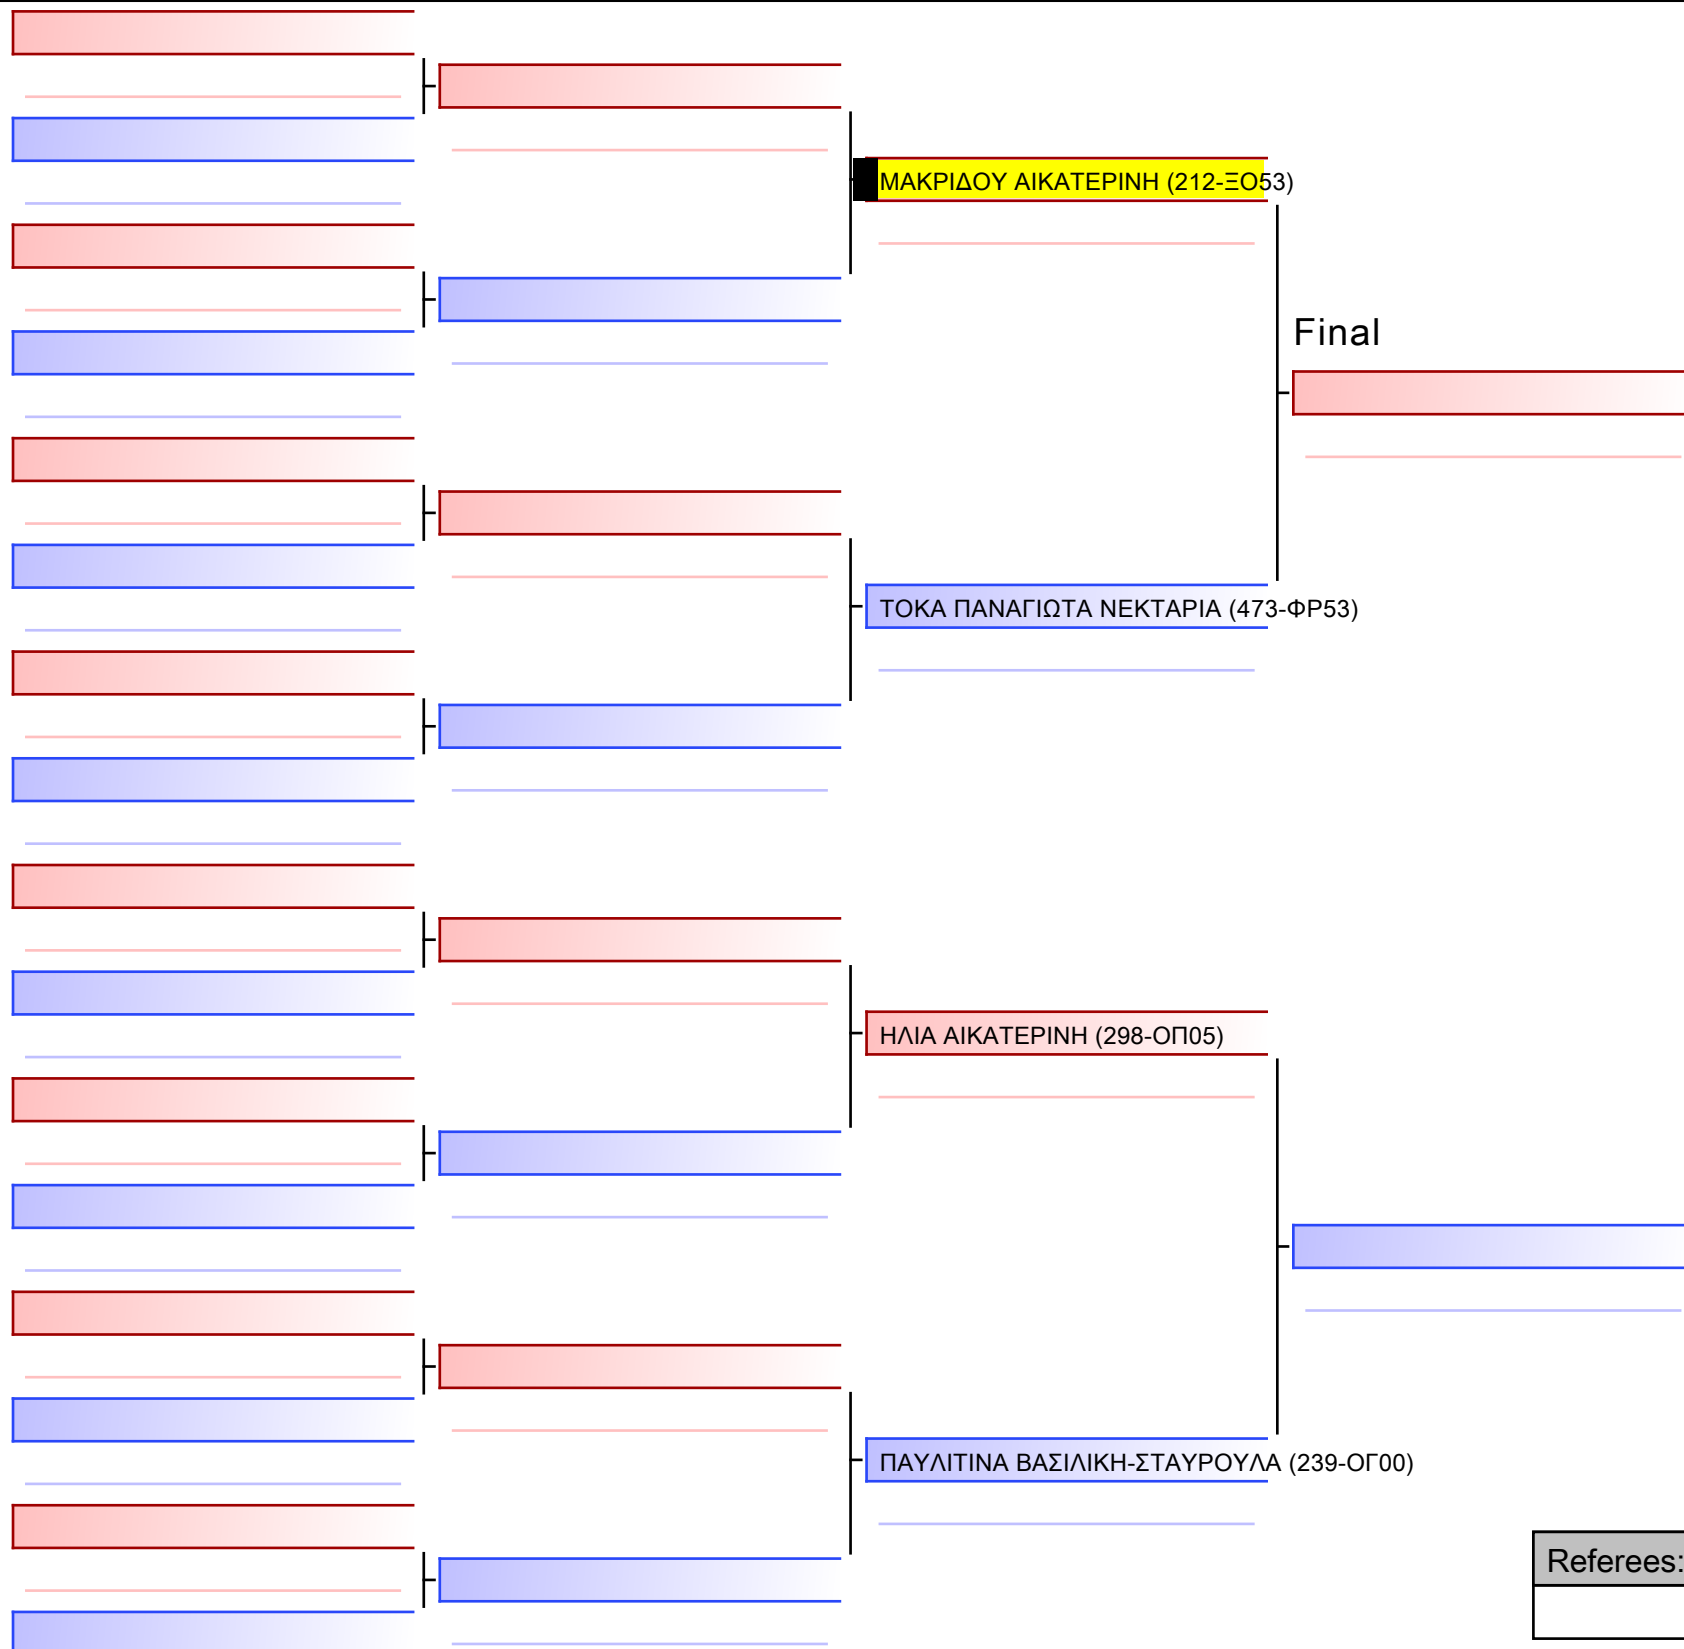 ΜΑΚΡΙΔΟΥ ΑΙΚΑΤΕΡΙΝΗ (212-ΞΟ53)
Final
ΤΟΚΑ ΠΑΝΑΓΙΩΤΑ ΝΕΚΤΑΡΙΑ (473-ΦΡ53)
ΗΛΙΑ ΑΙΚΑΤΕΡΙΝΗ (298-ΟΠ05)
ΠΑΥΛΙΤΙΝΑ ΒΑΣΙΛΙΚΗ-ΣΤΑΥΡΟΥΛΑ (239-ΟΓ00)
Referees: